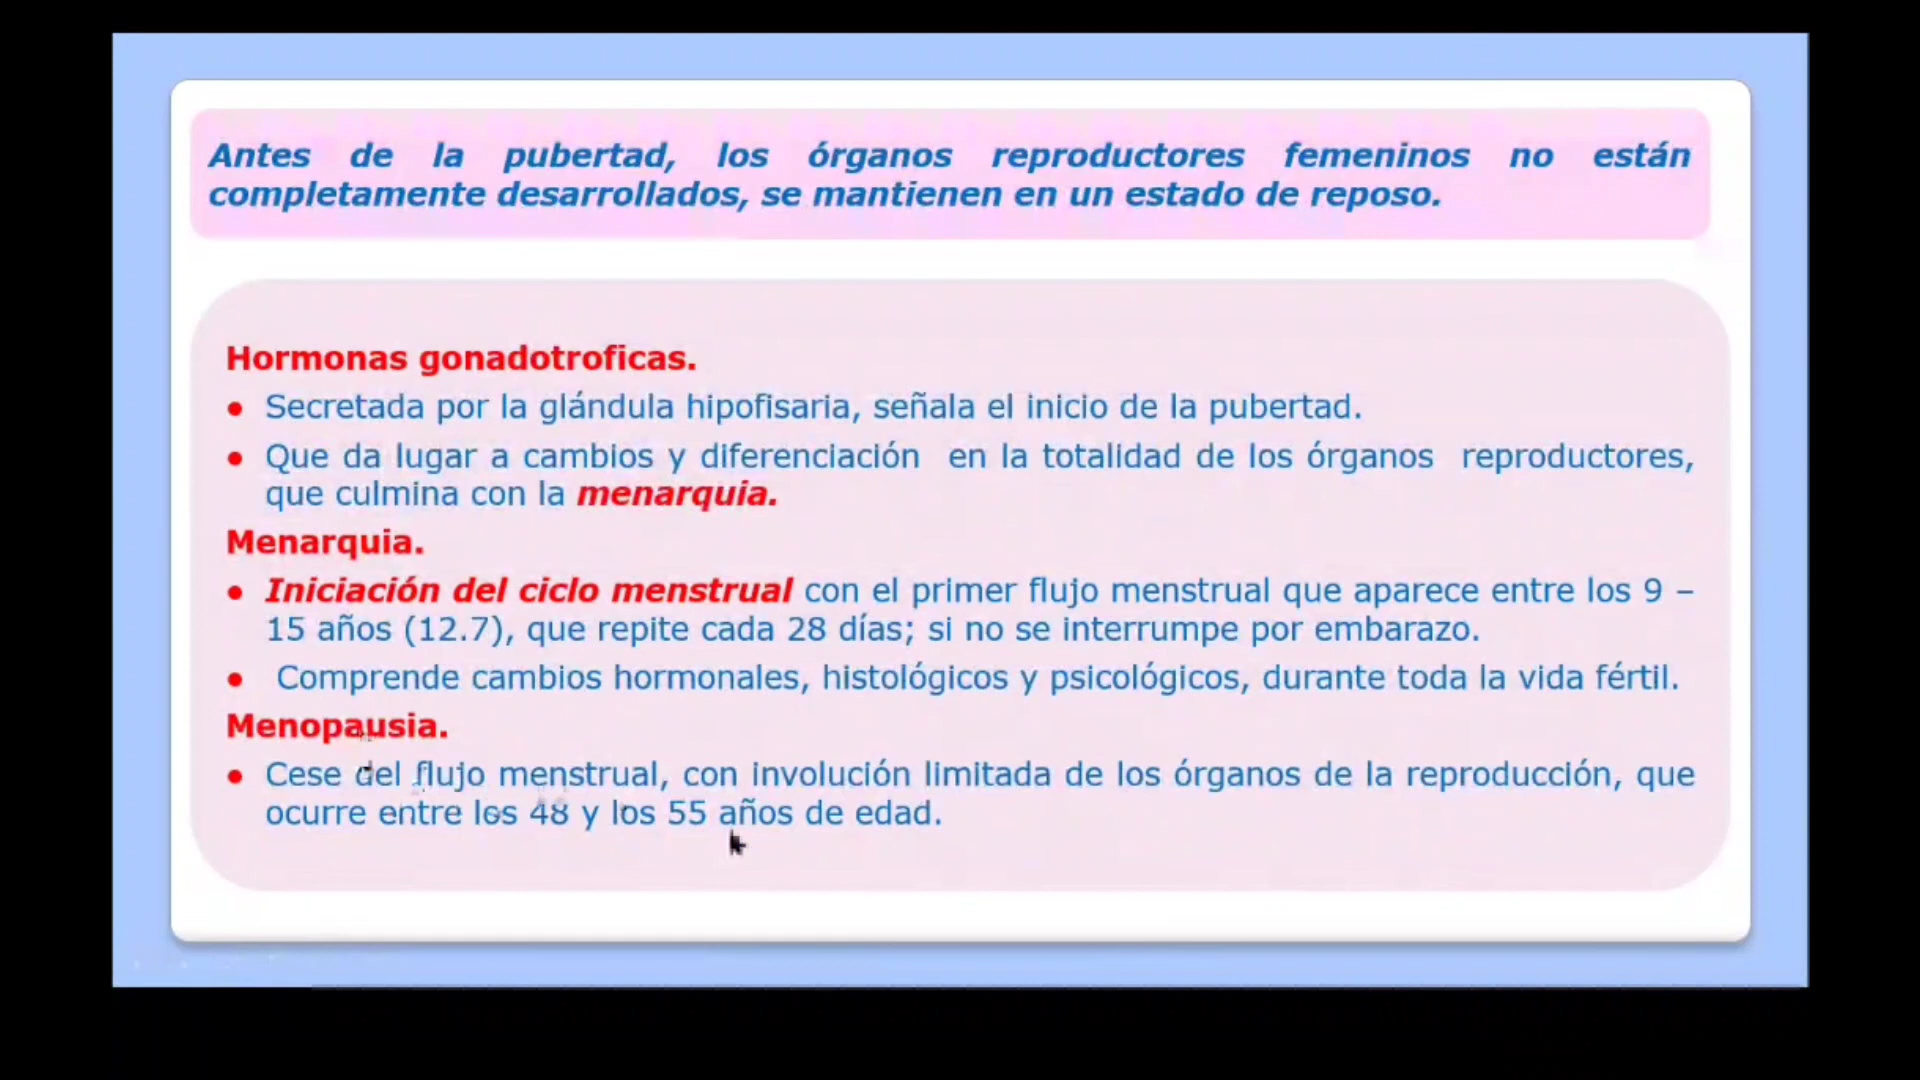 Antes de la pubertad, los órganos reproductores femeninos no están
completamente desarrollados, se mantienen en un estado de reposo.
Hormonas gonadotroficas.
● Secretada por la glándula hipofisaria, señala el inicio de la pubertad.
● Que da lugar a cambios y diferenciación en la totalidad de los órganos reproductores,
que culmina con la menarquia.
Menarquia.
● Iniciación del ciclo menstrual con el primer flujo menstrual que aparece entre los 9 –
15 años (12.7), que repite cada 28 días; si no se interrumpe por embarazo.
● Comprende cambios hormonales, histológicos y psicológicos, durante toda la vida fértil.
Menopausia.
● Cese del flujo menstrual, con involución limitada de los órganos de la reproducción, que
ocurre entre los 48 y los 55 años de edad.